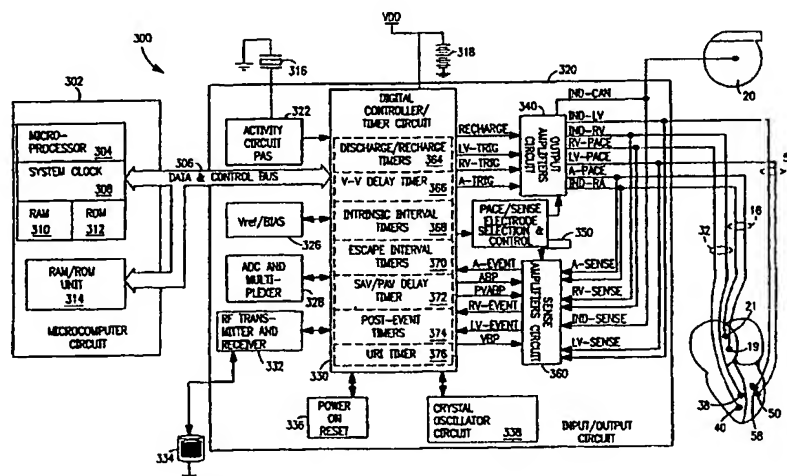 VDD
300
318
316
320
302
DIGITAL CONTROLLER/ TIMER CIRCUIT
20
IND-CAN
322
340
IND-LV
ACTIVITY CIRCUIT PAS
RECHARGE
OUTPUT AMPLIFIERS CIRCUIT
IND-RV
MICRO- PROCESSOR 304
DISCHARGE/RECHARGE TIMERS 364
LV-TRIG
RV-PACE
306
RV-TRIG
LV-PACE
SYSTEM CLOCK 308
DATA & CONTROL BUS
V-V DELAY TIMER 366
A-TRIG
A-PACE
IND-RA
RAM 310
ROM 312
Vref/BIAS
INTRINSIC INTERVAL TIMERS 368
PACE/SENSE ELECTRODE SELECTION & CONTROL
16
350
32
326
ESCAPE INTERVAL TIMERS 370
A-EVENT
A-SENSE
RAM/ROM UNIT 314
ADC AND MULTI- PLEXER
ABP
SENSE AMPLIFIERS CIRCUIT
328
SAV/PAV DELAY TIMER 372
PVABP
RV-SENSE
21
RV-EVENT
MICROCOMPUTER CIRCUIT
RF TRANS- MITTER AND RECEIVER
POST-EVENT TIMERS 374
LV-EVENT
IND-SENSE
19
332
VBP
LV-SENSE
URI TIMER 376
330
360
336
POWER ON RESET
CRYSTAL OSCILLATOR CIRCUIT 338
INPUT/OUTPUT CIRCUIT
38
40
50
58
334